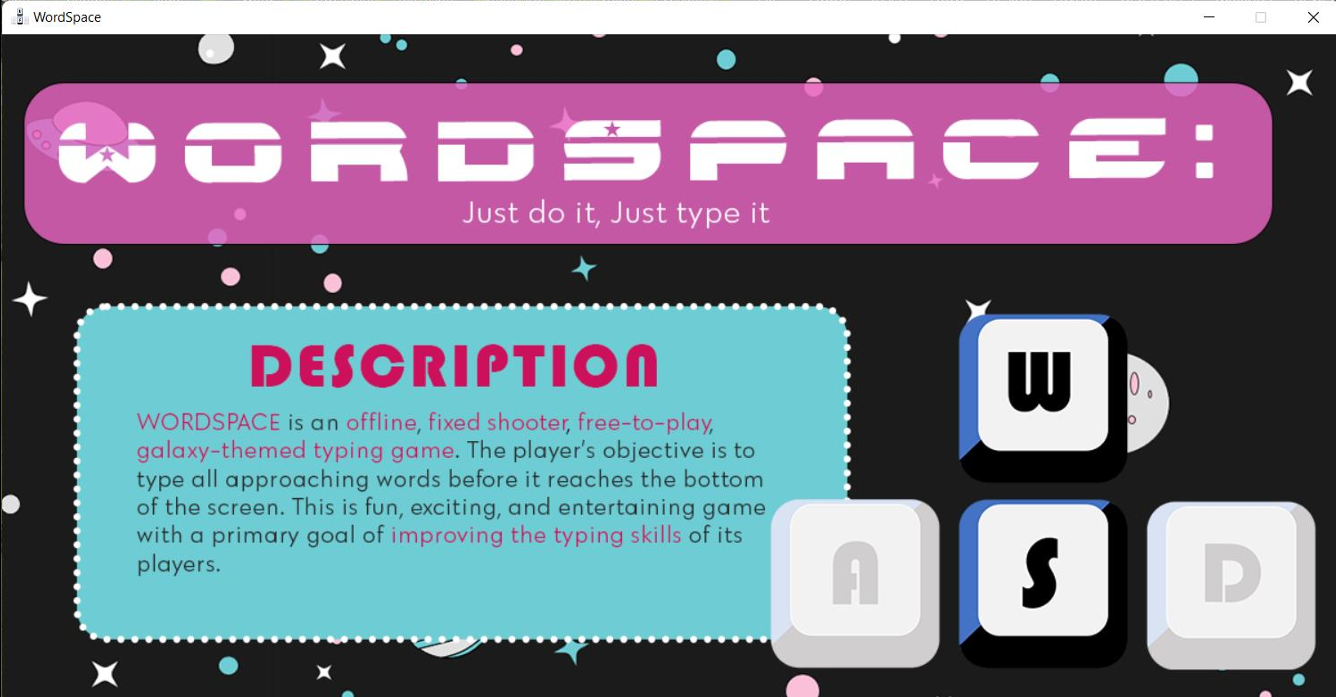 WordSpace
WORDSPACE:
Just do it, Just type it
DESCRIPTION
WORDSPACE is an offline, fixed shooter, free-to-play,
galaxy-themed typing game. The player's objective is to
type all approaching words before it reaches the bottom
of the screen. This is fun, exciting, and entertaining game
with a primary goal of improving the typing skills of its
players.
W
A S D